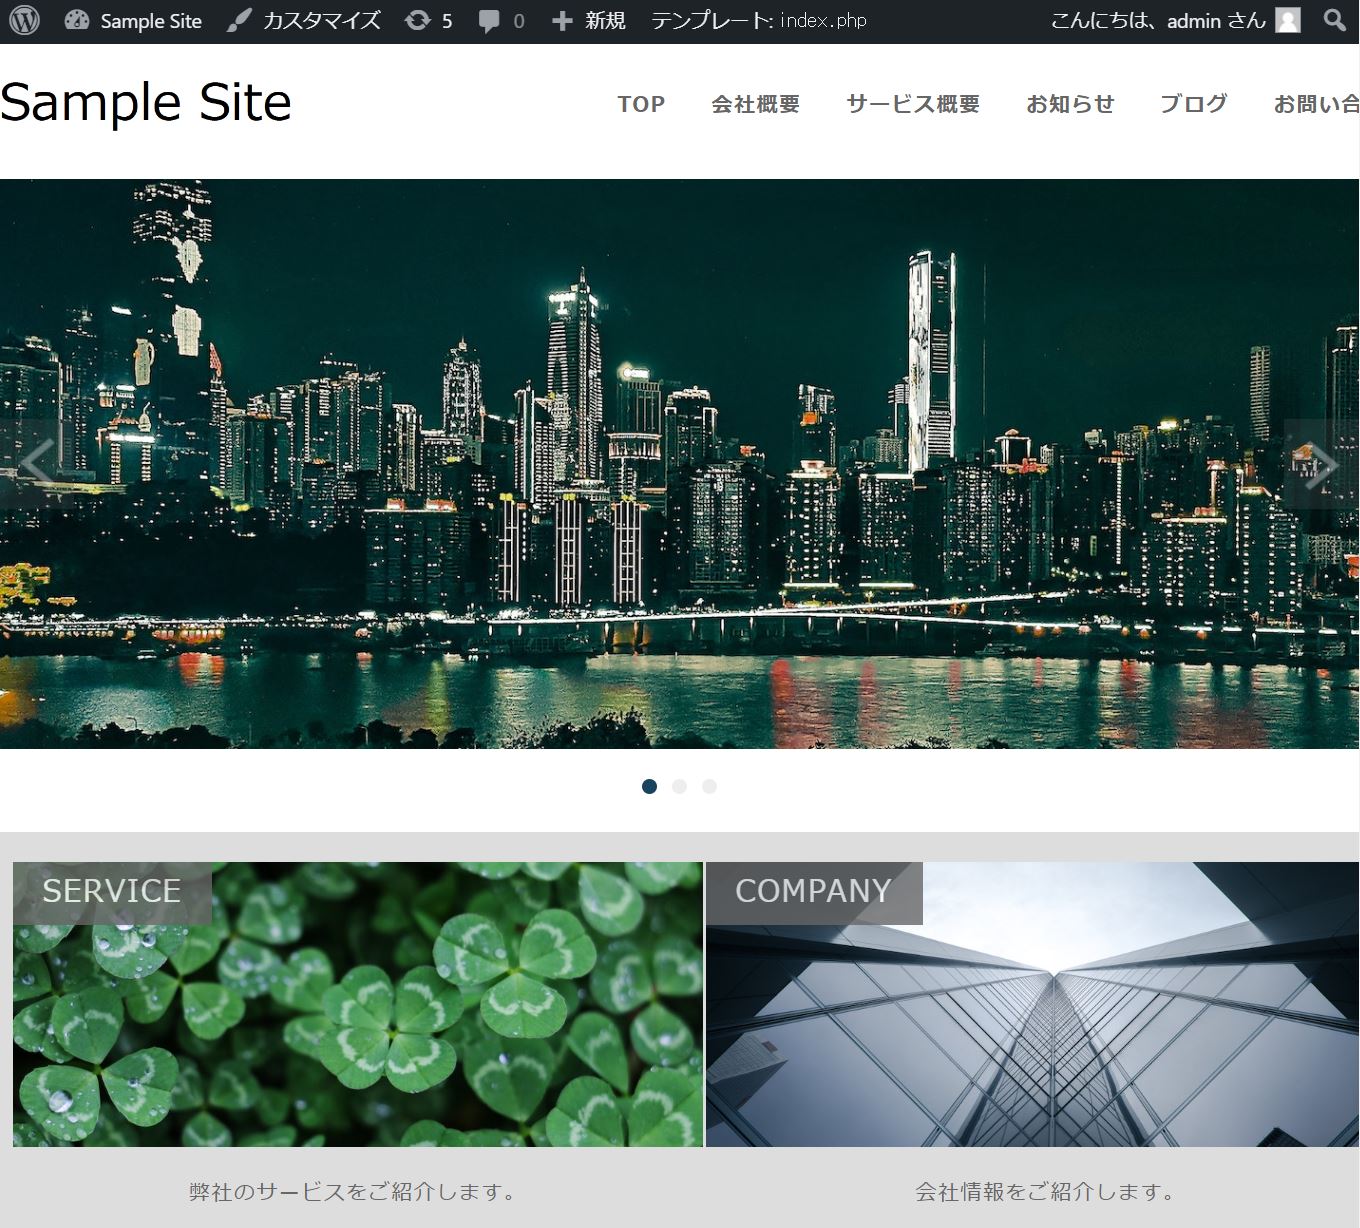 Sample Site カスタマイズ 5 0 新規 テンプレート: index.php こんにちは、admin さん
Sample Site
TOP 会社概要 サービス概要 お知らせ ブログ お問い合
SERVICE
COMPANY
弊社のサービスをご紹介します。
会社情報をご紹介します。